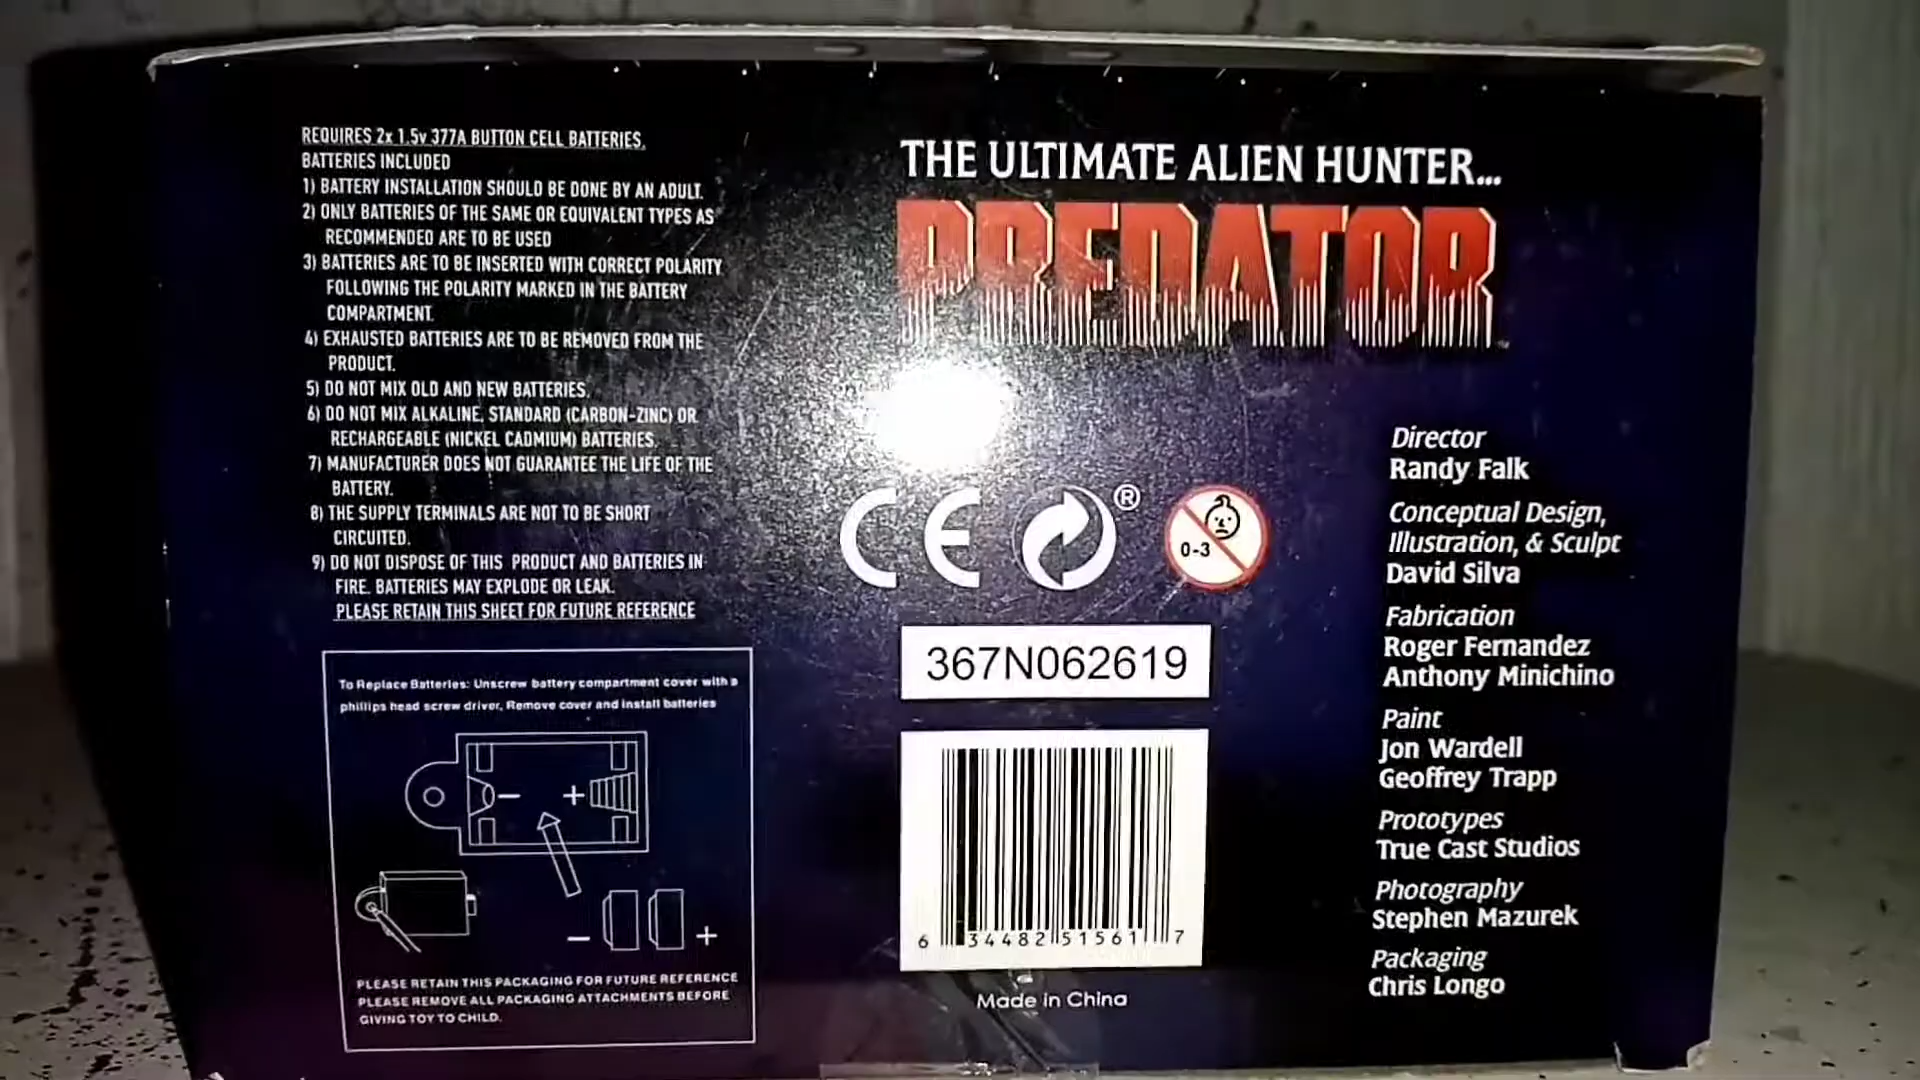 REQUIRES 2x 1.5v 377A BUTTON CELL BATTERIES.
BATTERIES INCLUDED
1) BATTERY INSTALLATION SHOULD BE DONE BY AN ADULT.
2) ONLY BATTERIES OF THE SAME OR EQUIVALENT TYPES AS
RECOMMENDED ARE TO BE USED
3) BATTERIES ARE TO BE INSERTED WITH CORRECT POLARITY
FOLLOWING THE POLARITY MARKED IN THE BATTERY
COMPARTMENT.
4) EXHAUSTED BATTERIES ARE TO BE REMOVED FROM THE
PRODUCT.
5) DO NOT MIX OLD AND NEW BATTERIES.
6) DO NOT MIX ALKALINE, STANDARD (CARBON-ZINC) OR
RECHARGEABLE (NICKEL CADMIUM) BATTERIES.
7) MANUFACTURER DOES NOT GUARANTEE THE LIFE OF THE
BATTERY.
8) THE SUPPLY TERMINALS ARE NOT TO BE SHORT
CIRCUITED.
9) DO NOT DISPOSE OF THIS PRODUCT AND BATTERIES IN
FIRE. BATTERIES MAY EXPLODE OR LEAK.
PLEASE RETAIN THIS SHEET FOR FUTURE REFERENCE
To Replace Batteries: Unscrew battery compartment cover with a
phillips head screw driver, Remove cover and install batteries
- +
- +
PLEASE RETAIN THIS PACKAGING FOR FUTURE REFERENCE
PLEASE REMOVE ALL PACKAGING ATTACHMENTS BEFORE
GIVING TOY TO CHILD.
THE ULTIMATE ALIEN HUNTER...
PREDATOR™
CE ® 0-3
367N062619
6 34482 51561 7
Made in China
Director
Randy Falk
Conceptual Design,
Illustration, & Sculpt
David Silva
Fabrication
Roger Fernandez
Anthony Minichino
Paint
Jon Wardell
Geoffrey Trapp
Prototypes
True Cast Studios
Photography
Stephen Mazurek
Packaging
Chris Longo